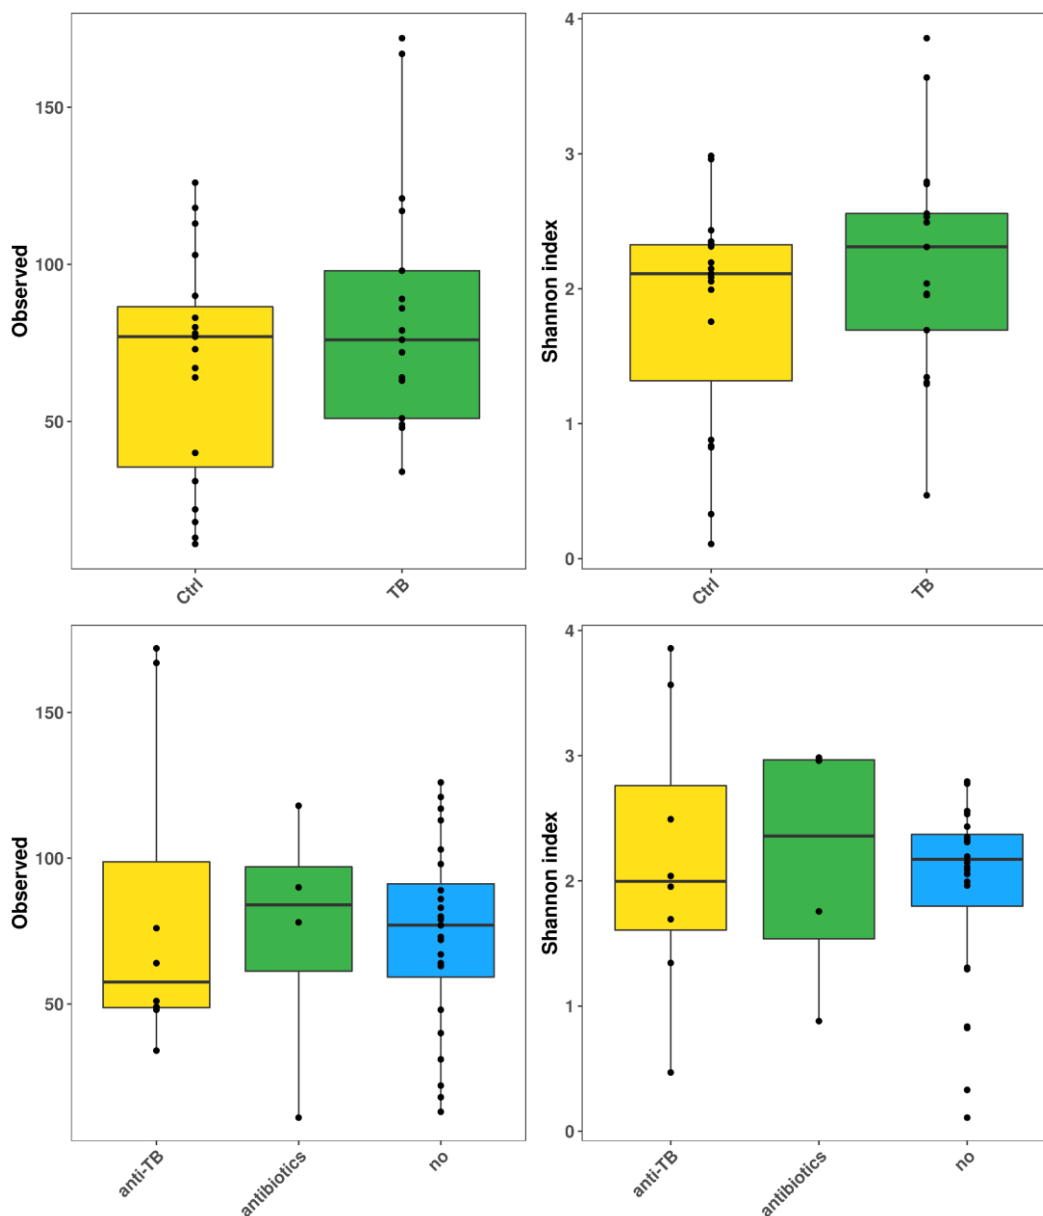 Observed
150
100
50
Ctrl
TB
Shannon index
4
3
2
1
0
Ctrl
TB
Observed
150
100
50
anti-TB
antibiotics
no
Shannon index
4
3
2
1
0
anti-TB
antibiotics
no